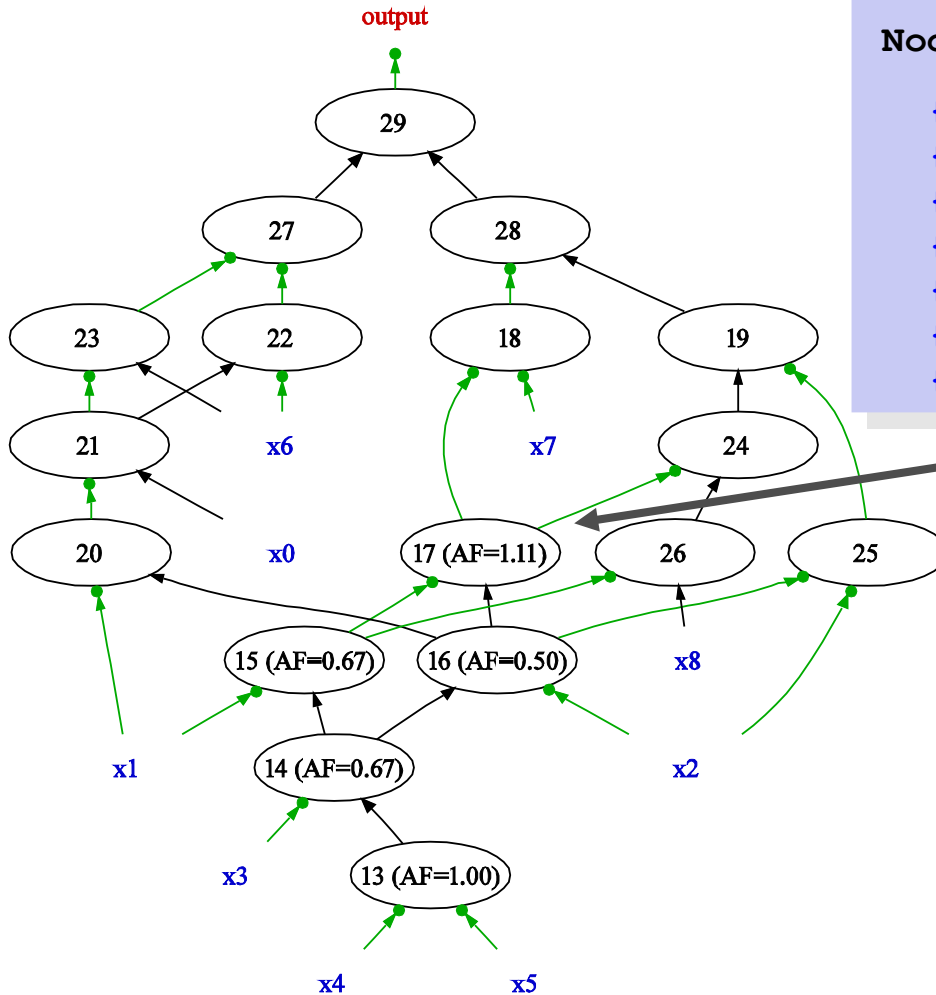 output
29
27
28
23
22
18
19
21
x6
x7
24
20
x0
17 (AF=1.11)
26
25
15 (AF=0.67)
16 (AF=0.50)
x8
x1
14 (AF=0.67)
x2
x3
13 (AF=1.00)
x4
x5